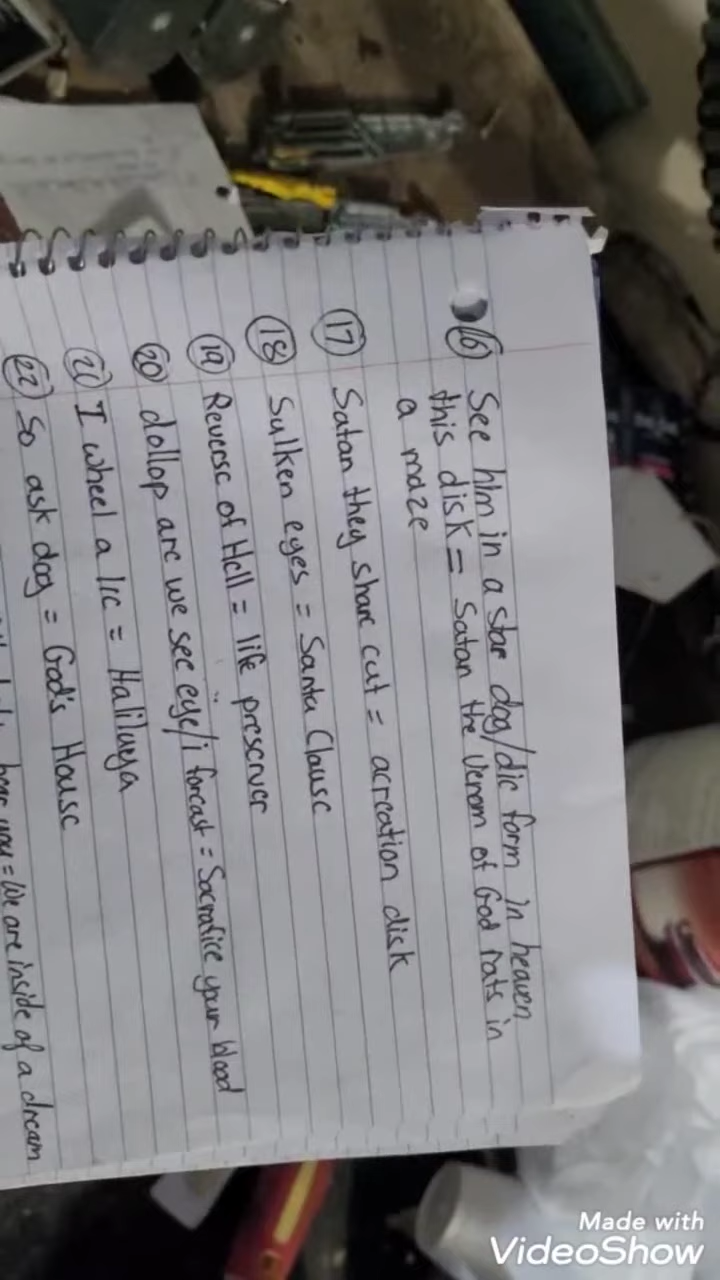 16 See him in a star dog/die form in heaven
this disk = Satan the Venom of God rats in
a maze
17 Satan they share cut = acreation disk
18 Sulken eyes = Santa Clause
19 Reverse of Hell = life preserver
20 dollop are we see eye/i forcast = Sacrafice your blood
21 I wheel a lie = Halilueya
22 So ask dog = God's House
hear you = We are inside of a dream
Made with
VideoShow